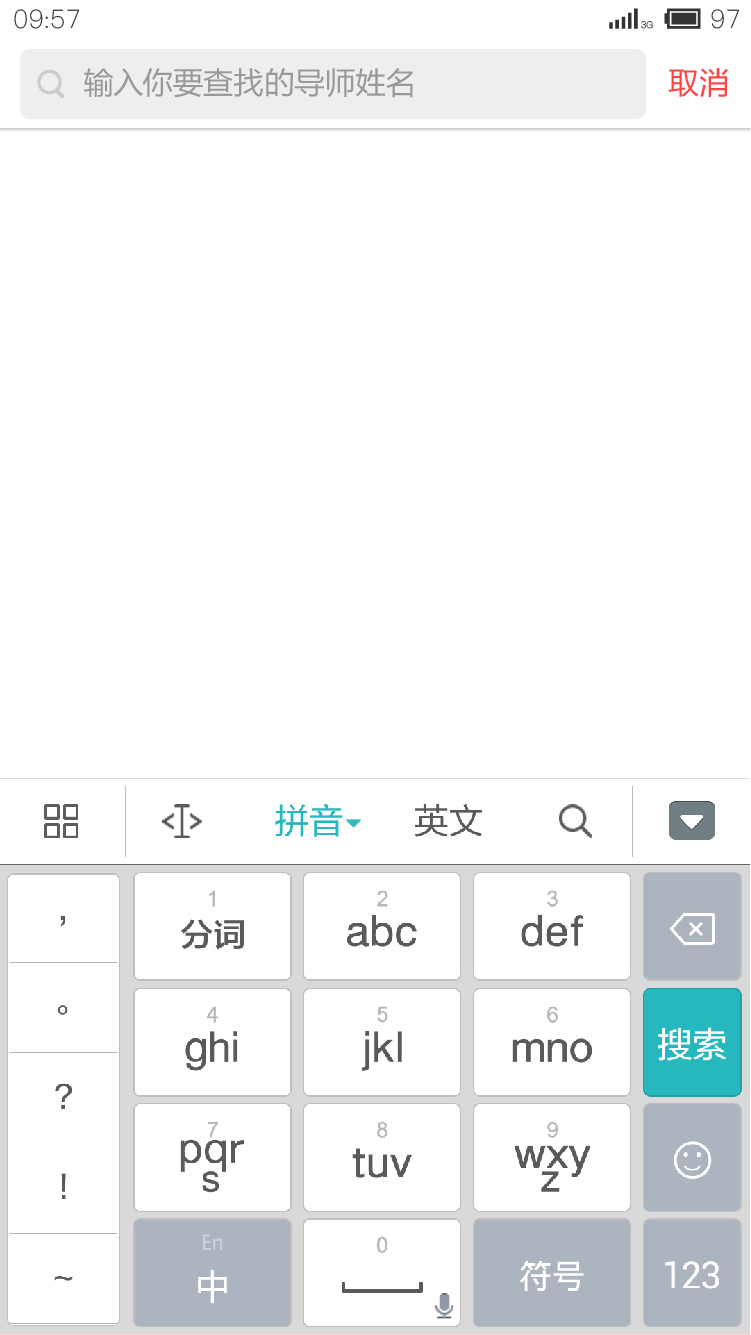 09:57 3G 97
输入你要查找的导师姓名 取消
拼音 英文
，
。
?
!
~
1
分词
2
abc
3
def
4
ghi
5
jkl
6
mno
搜索
7
pqr
s
8
tuv
9
wxy
z
En
中
0
符号
123